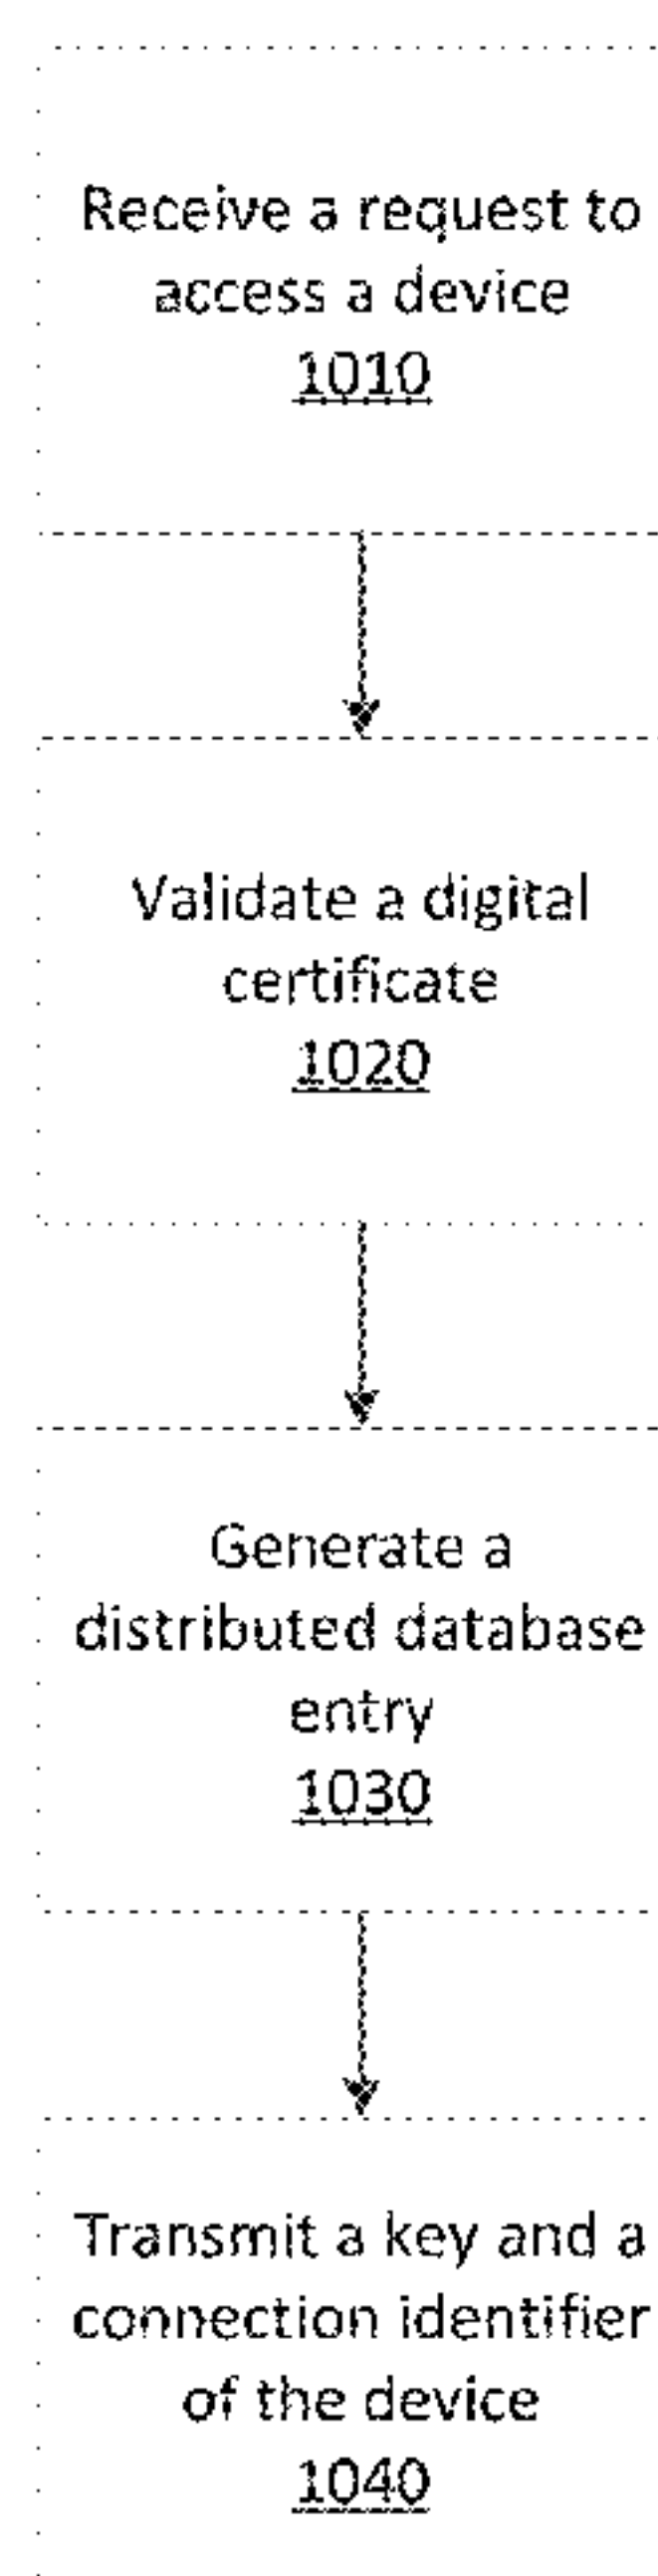 Receive a request to
access a device
1010
Validate a digital
certificate
1020
Generate a
distributed database
entry
1030
Transmit a key and a
connection identifier
of the device
1040